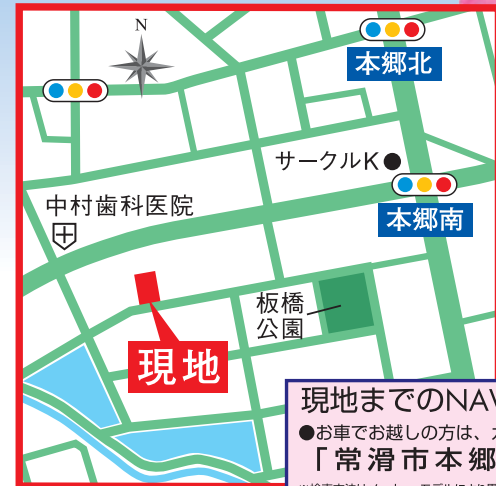 N
本郷北
サークルK
本郷南
中村歯科医院
板橋
公園
現地
現地までのNAV
●お車でお越しの方は、
「常滑市本郷